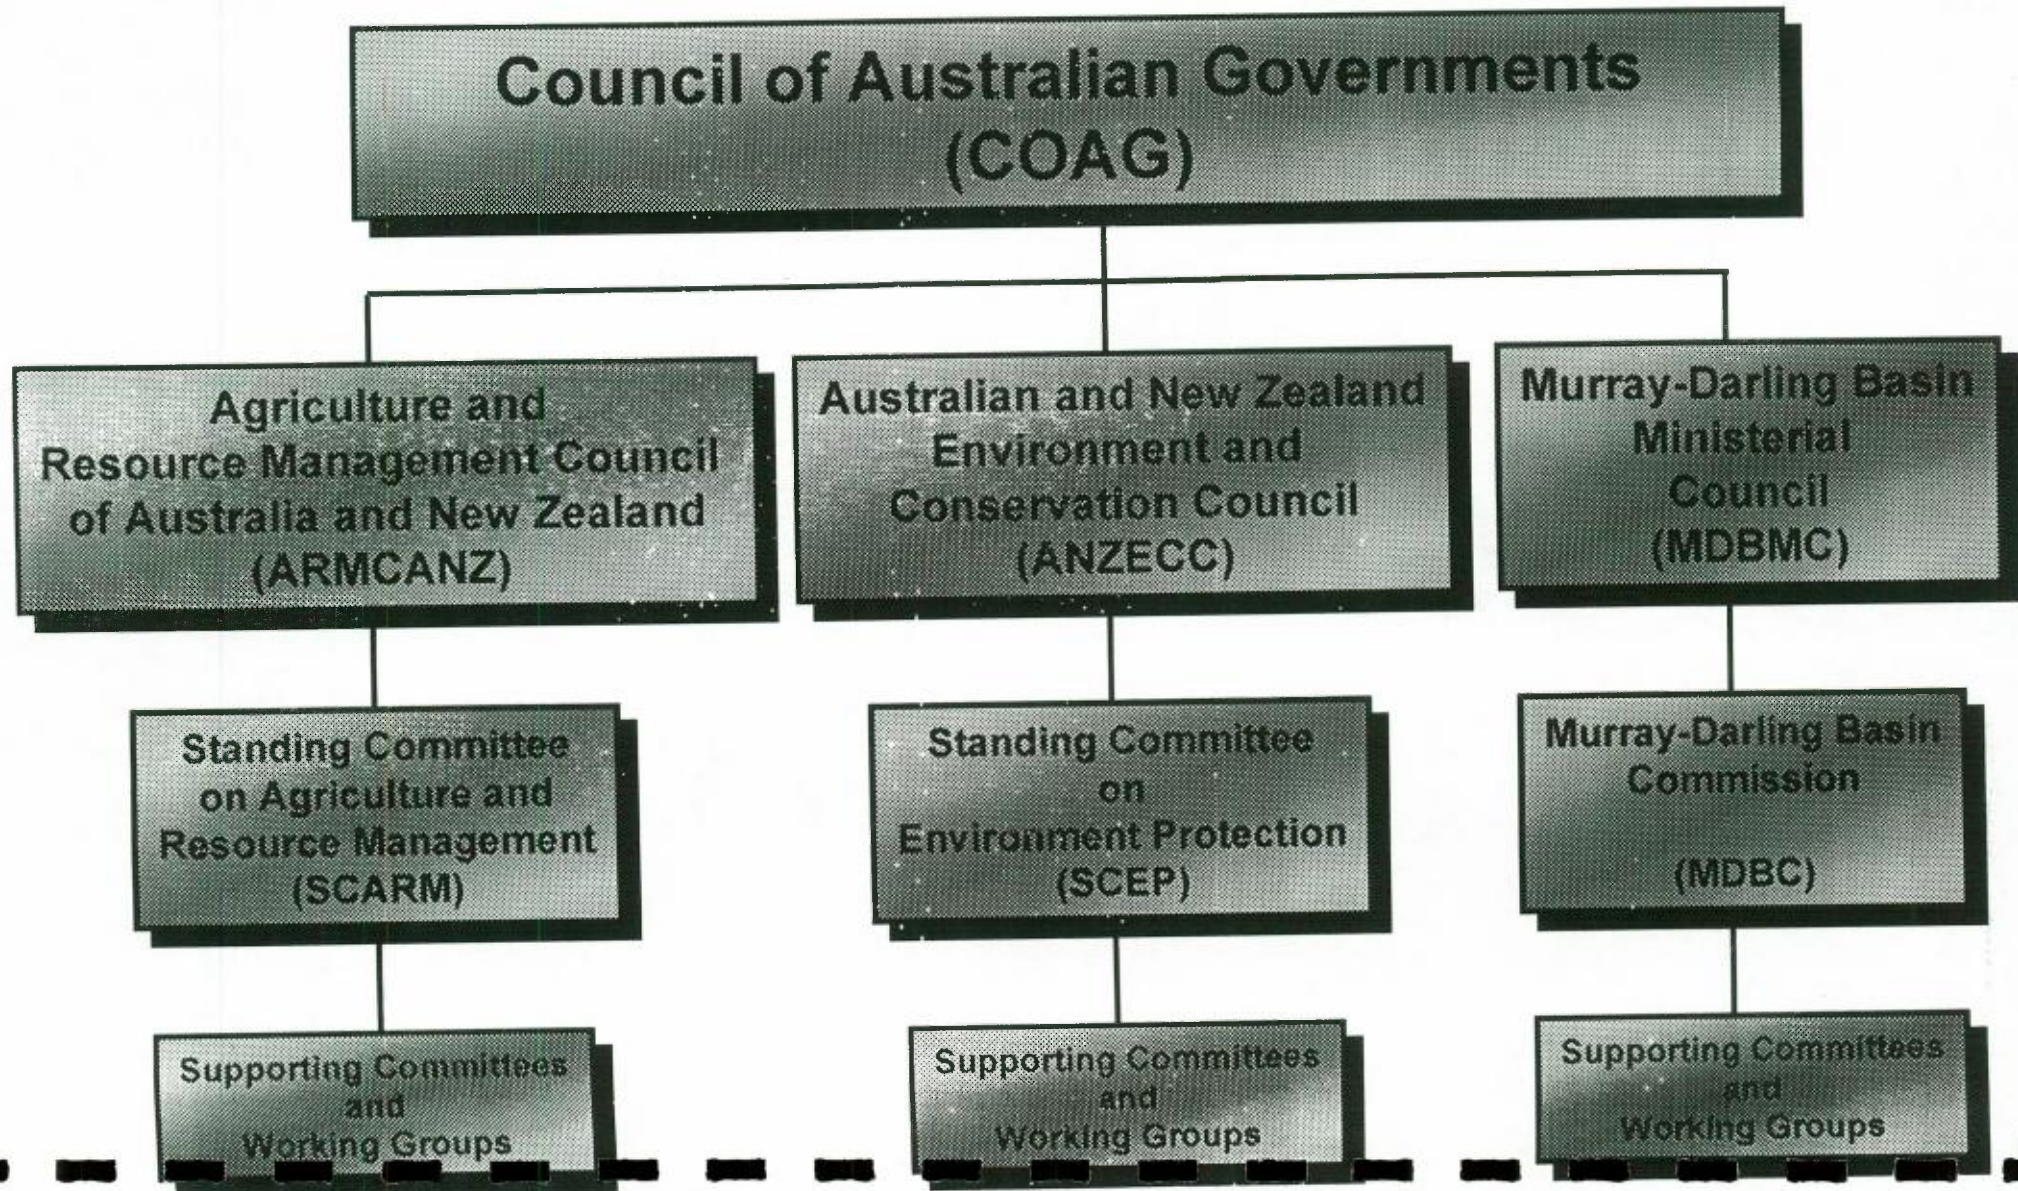 Council of Australian Governments
(COAG)
Agriculture and
Resource Management Council
of Australia and New Zealand
(ARMCANZ)
Australian and New Zealand
Environment and
Conservation Council
(ANZECC)
Murray-Darling Basin
Ministerial
Council
(MDBMC)
Standing Committee
on Agriculture and
Resource Management
(SCARM)
Standing Committee
on
Environment Protection
(SCEP)
Murray-Darling Basin
Commission
(MDBC)
Supporting Committees
and
Working Groups
Supporting Committees
and
Working Groups
Supporting Committees
and
Working Groups